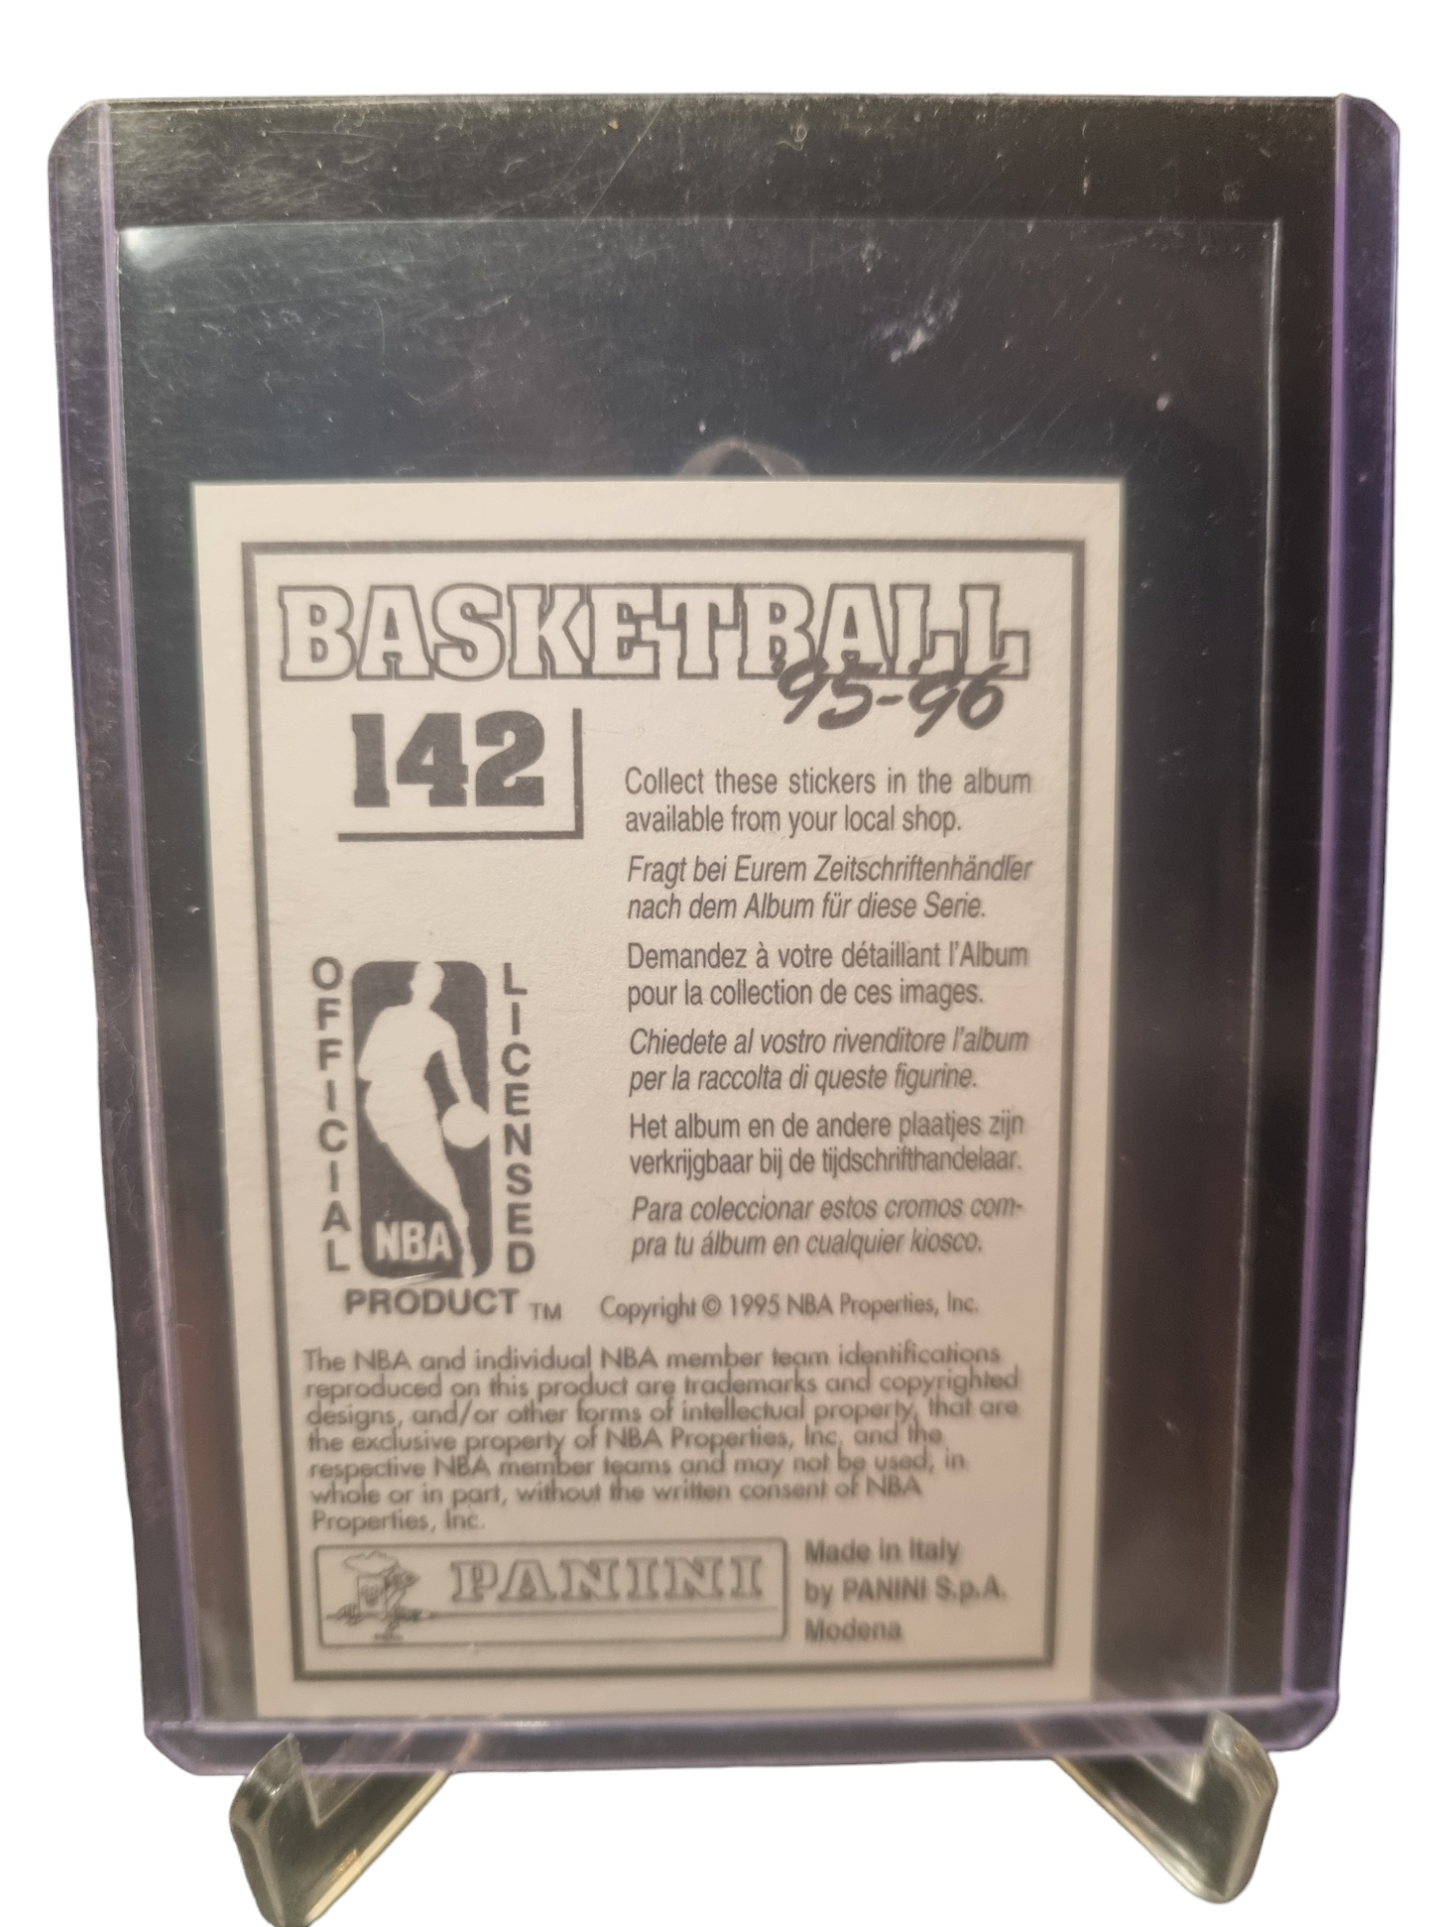 BASKETBALL
95-96
142
Collect these stickers in the album
available from your local shop.
Fragt bei Eurem Zeitschriftenhändler
nach dem Album für diese Serie.
Demandez à votre détaillant l'Album
pour la collection de ces images.
Chiedete al vostro rivenditore l'album
per la raccolta di queste figurine.
Het album en de andere plaatjes zijn
verkrijgbaar bij de tijdschrifthandelaar.
Para coleccionar estos cromos com-
pra tu álbum en cualquier kiosco.
OFFICIAL
NBA
LICENSED
PRODUCT TM
Copyright © 1995 NBA Properties, Inc.
The NBA and individual NBA member team identifications
reproduced on this product are trademarks and copyrighted
designs, and/or other forms of intellectual property, that are
the exclusive property of NBA Properties, Inc. and the
respective NBA member teams and may not be used, in
whole or in part, without the written consent of NBA
Properties, Inc.
PANINI
Made in Italy
by PANINI S.p.A.
Modena